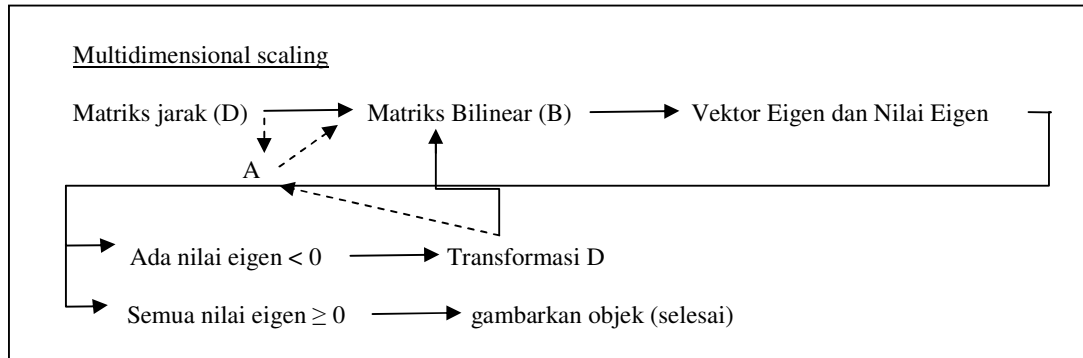 Multidimensional scaling
Matriks jarak (D) Matriks Bilinear (B) Vektor Eigen dan Nilai Eigen
A
Ada nilai eigen < 0 Transformasi D
Semua nilai eigen ≥ 0 gambarkan objek (selesai)